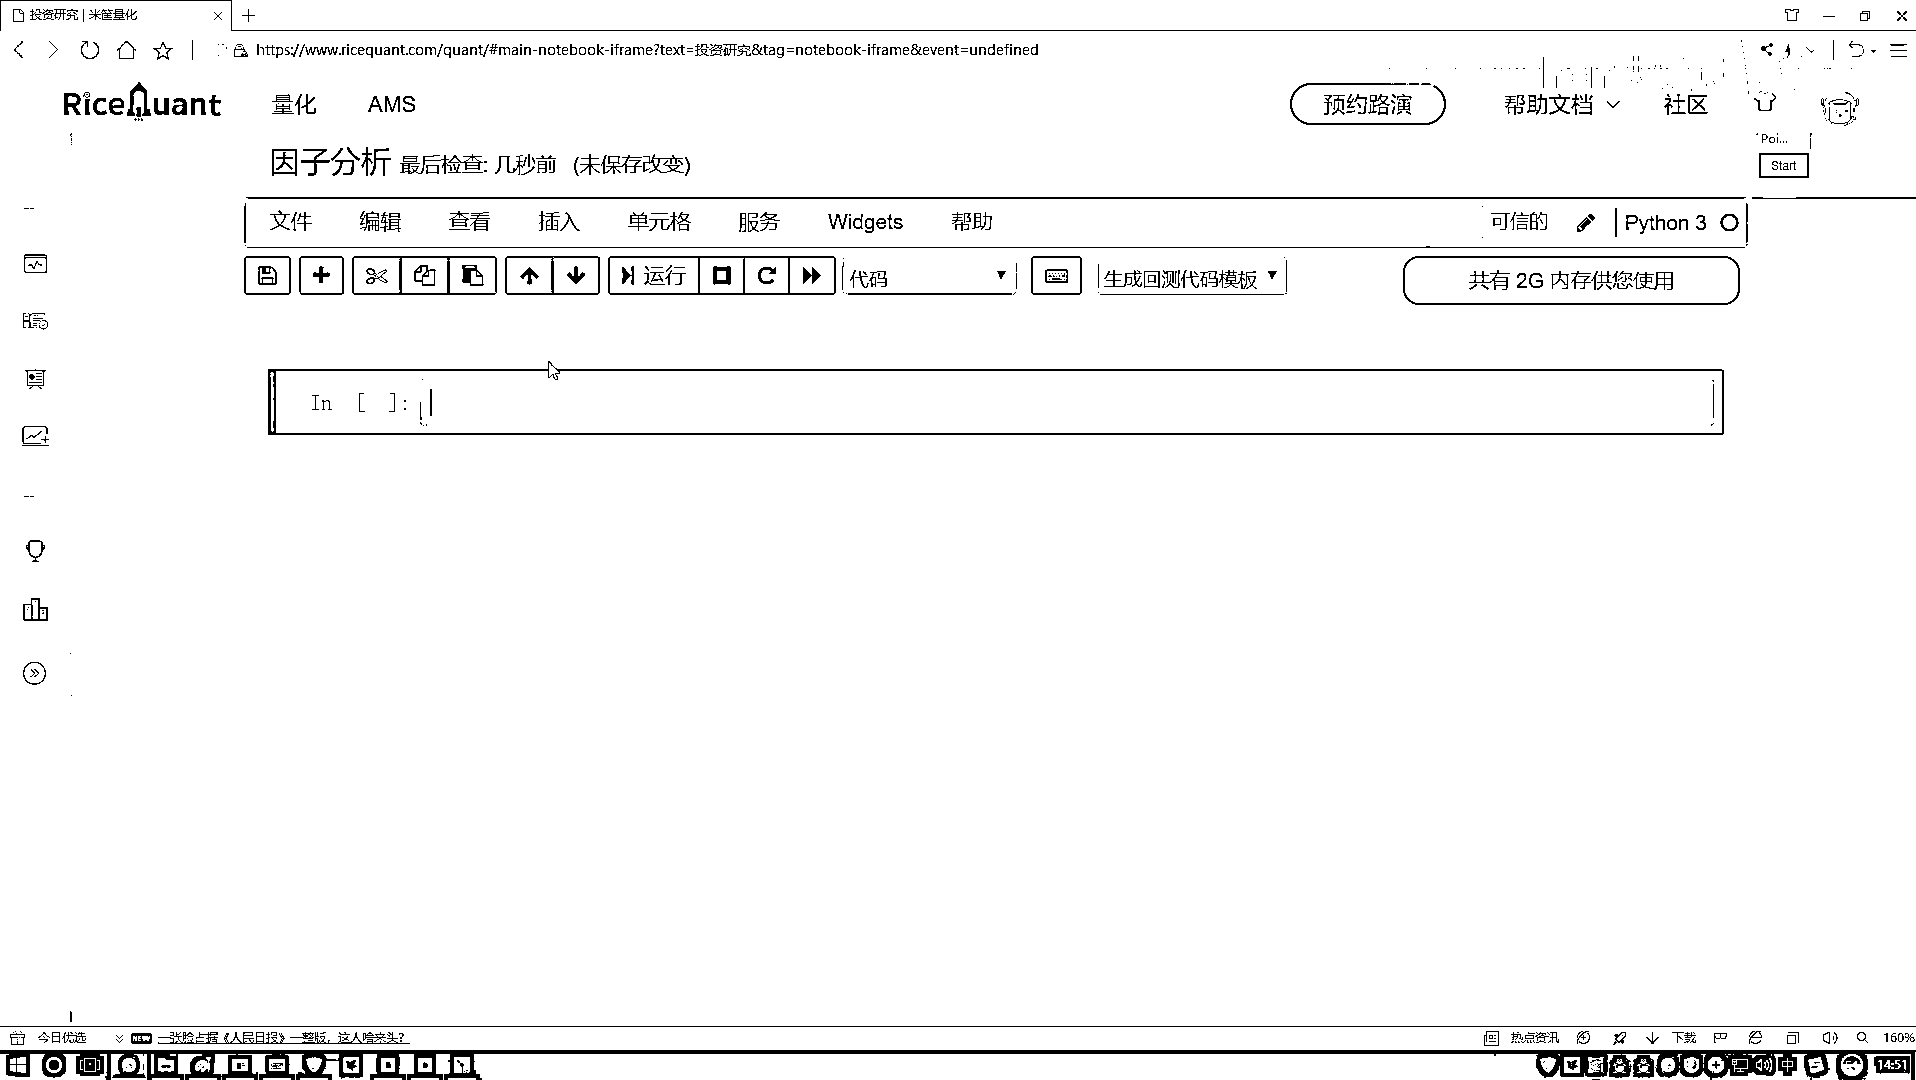 投资研究 | 米筐量化
https://www.ricequant.com/quant/#main-notebook-iframe?text=投资研究&tag=notebook-iframe&event=undefined
RiceQuant 量化 AMS 预约路演 帮助文档 社区
Poi...
Start
因子分析 最后检查: 几秒前 (未保存改变)
文件 编辑 查看 插入 单元格 服务 Widgets 帮助 可信的 Python 3
运行 代码 生成回测代码模板 共有 2G 内存供您使用
In [ ]:
今日优选 NEW 一张脸占据《人民日报》一整版，这人啥来头? 热点资讯 下载 160%
中 14:51